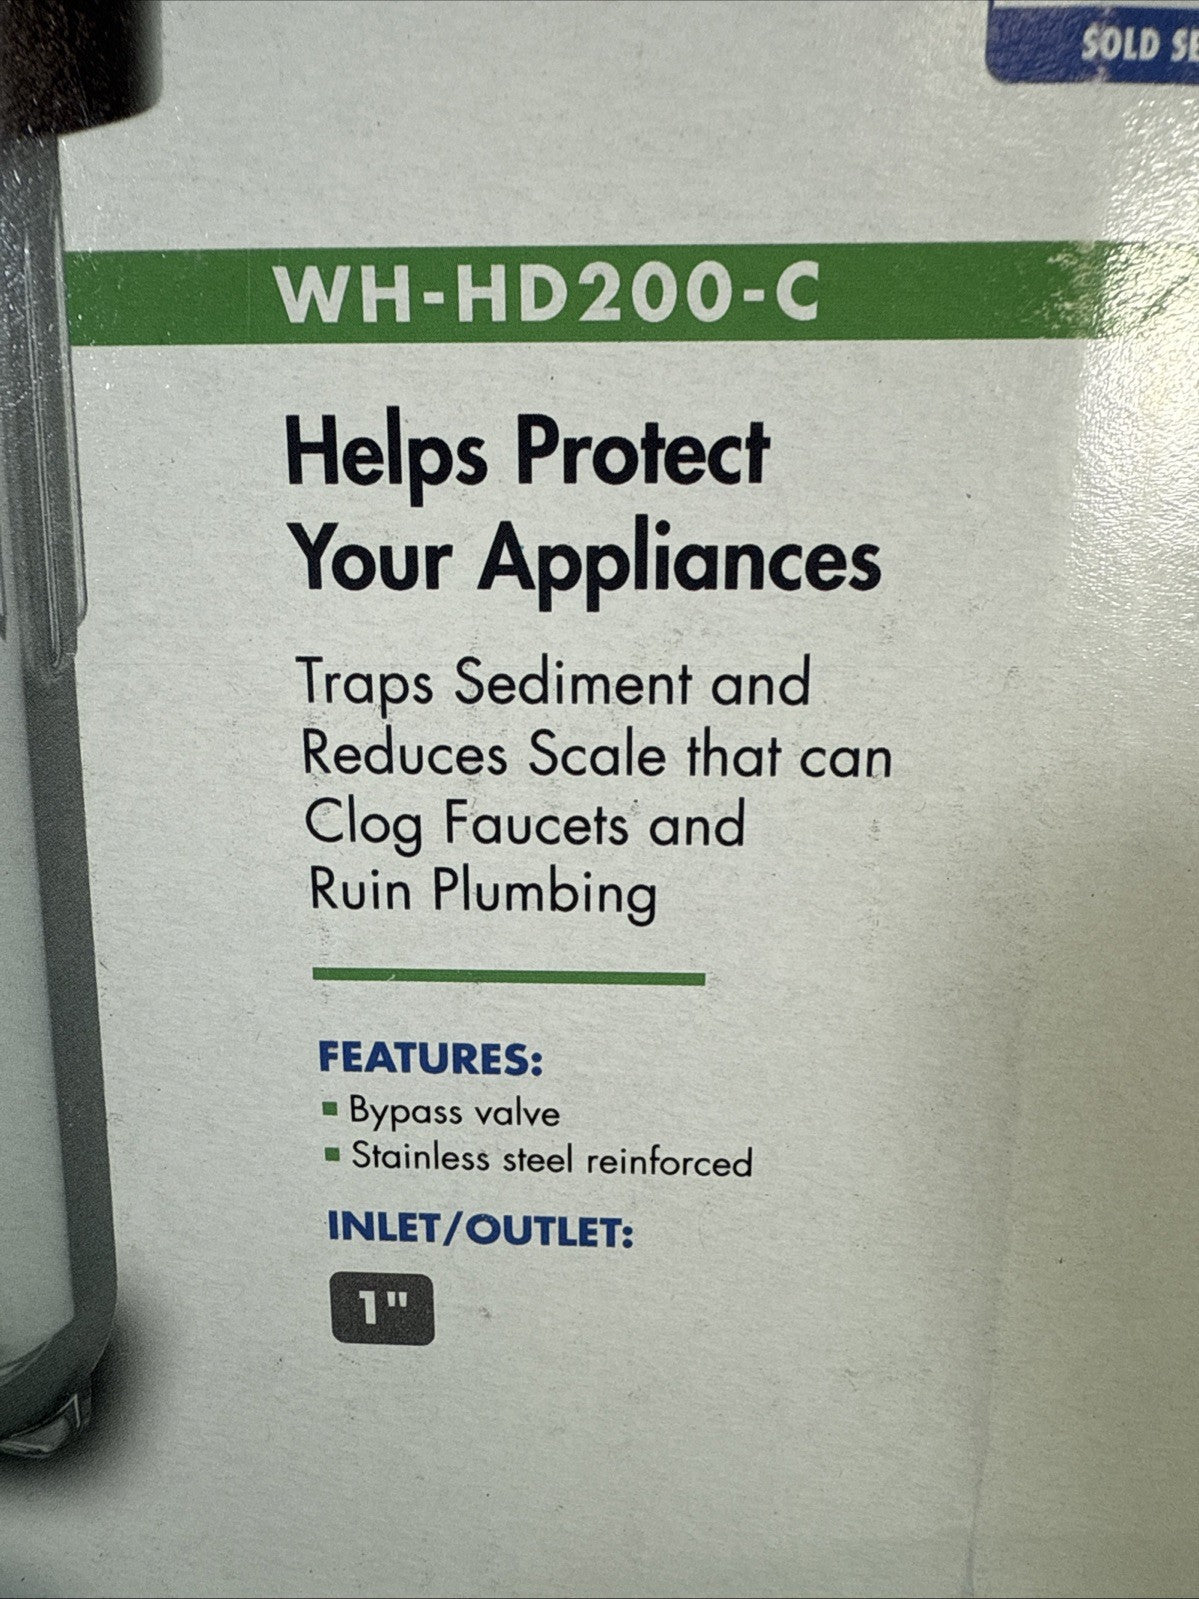 SOLD
WH-HD200-C
Helps Protect
Your Appliances
Traps Sediment and
Reduces Scale that can
Clog Faucets and
Ruin Plumbing
FEATURES:
▪ Bypass valve
▪ Stainless steel reinforced
INLET/OUTLET:
1"